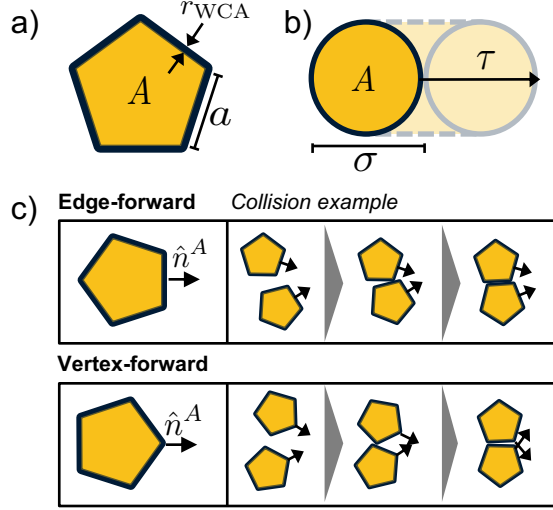 a)
r_WCA
A
a
b)
A
τ
σ
c)
Edge-forward
Collision example
n̂^A
Vertex-forward
n̂^A